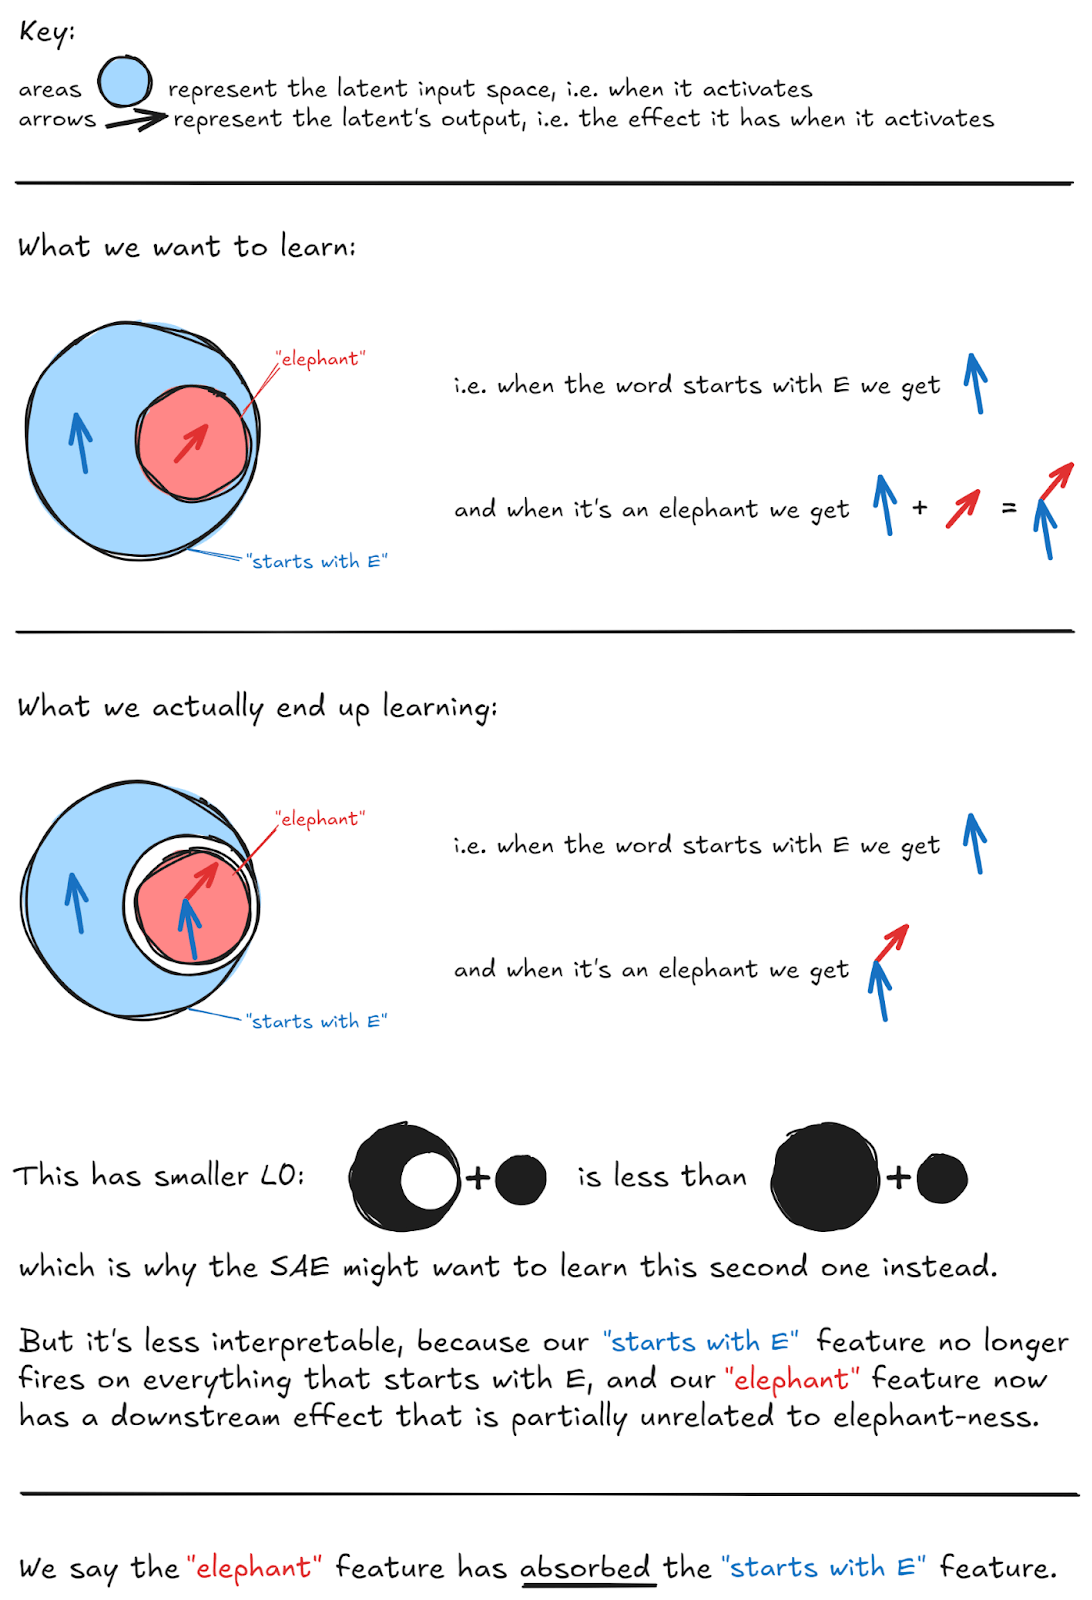 Key:
areas represent the latent input space, i.e. when it activates
arrows represent the latent's output, i.e. the effect it has when it activates
What we want to learn:
"elephant"
i.e. when the word starts with E we get
and when it's an elephant we get + =
"starts with E"
What we actually end up learning:
"elephant"
i.e. when the word starts with E we get
and when it's an elephant we get
"starts with E"
This has smaller L0: + is less than +
which is why the SAE might want to learn this second one instead.
But it's less interpretable, because our "starts with E" feature no longer
fires on everything that starts with E, and our "elephant" feature now
has a downstream effect that is partially unrelated to elephant-ness.
We say the "elephant" feature has absorbed the "starts with E" feature.